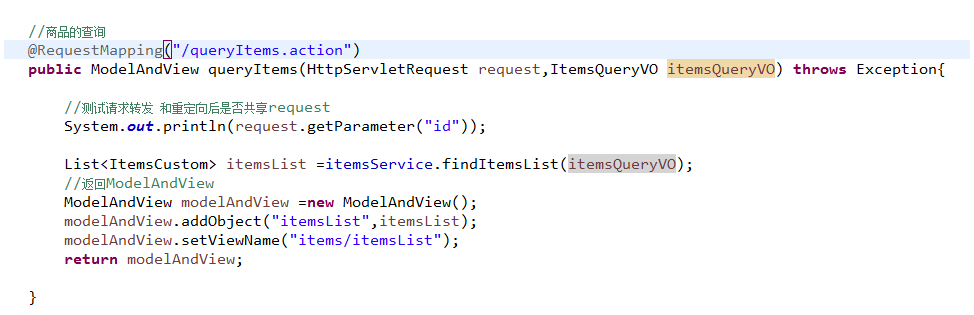 //商品的查询
@RequestMapping("/queryItems.action")
public ModelAndView queryItems(HttpServletRequest request,ItemsQueryVO itemsQueryVO) throws Exception{
//测试请求转发 和重定向后是否共享request
System.out.println(request.getParameter("id"));
List<ItemsCustom> itemsList =itemsService.findItemsList(itemsQueryVO);
//返回ModelAndView
ModelAndView modelAndView =new ModelAndView();
modelAndView.addObject("itemsList",itemsList);
modelAndView.setViewName("items/itemsList");
return modelAndView;
}